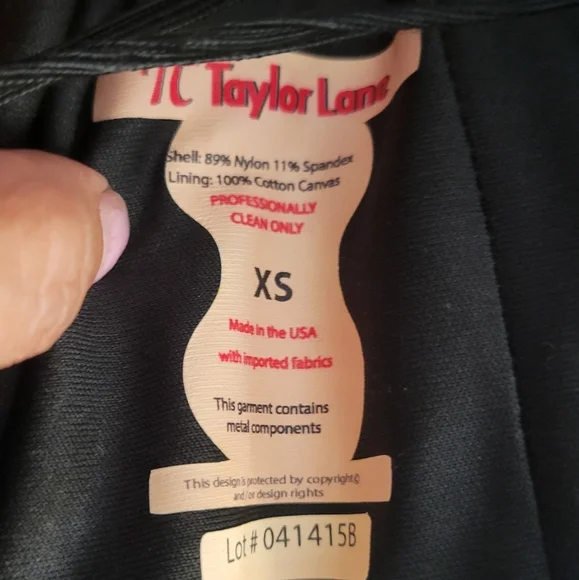 TL Taylor Lane
Shell: 89% Nylon 11% Spandex
Lining: 100% Cotton Canvas
PROFESSIONALLY
CLEAN ONLY
XS
Made in the USA
with imported fabrics
This garment contains
metal components
This design is protected by copyright©
and/or design rights
Lot# 041415B